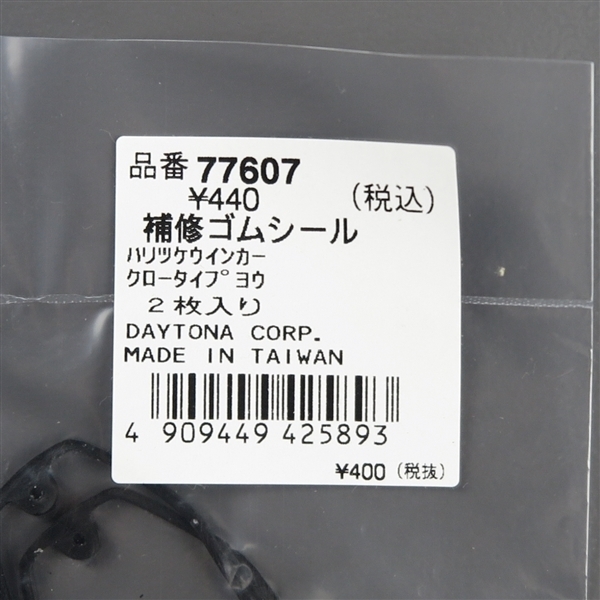 品番 77607
¥440 (税込)
補修ゴムシール
ハリツケウインカー
クロータイプ ヨウ
2枚入り
DAYTONA CORP.
MADE IN TAIWAN
4 909449 425893
¥400 (税抜)